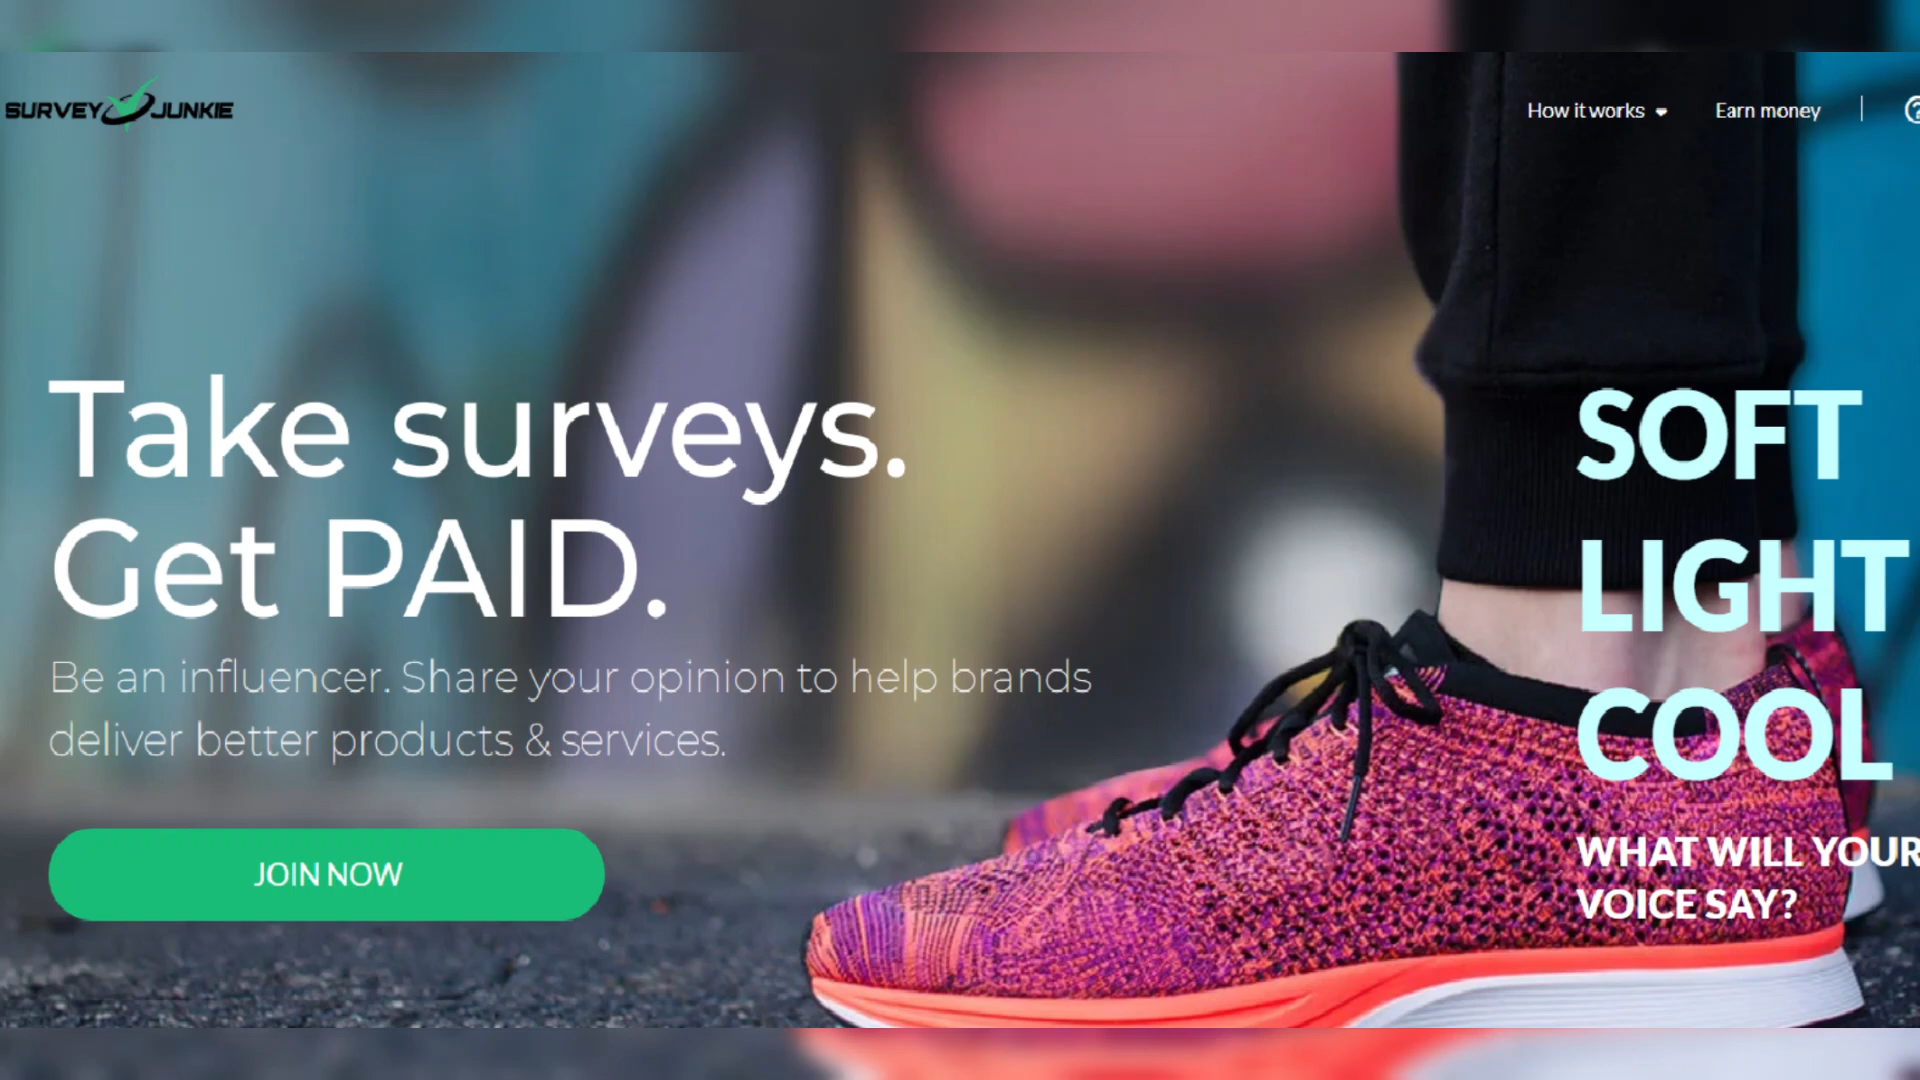 SURVEY JUNKIE
How it works
Earn money
Take surveys.
Get PAID.
Be an influencer. Share your opinion to help brands
deliver better products & services.
JOIN NOW
SOFT
LIGHT
COOL
WHAT WILL YOUR
VOICE SAY?